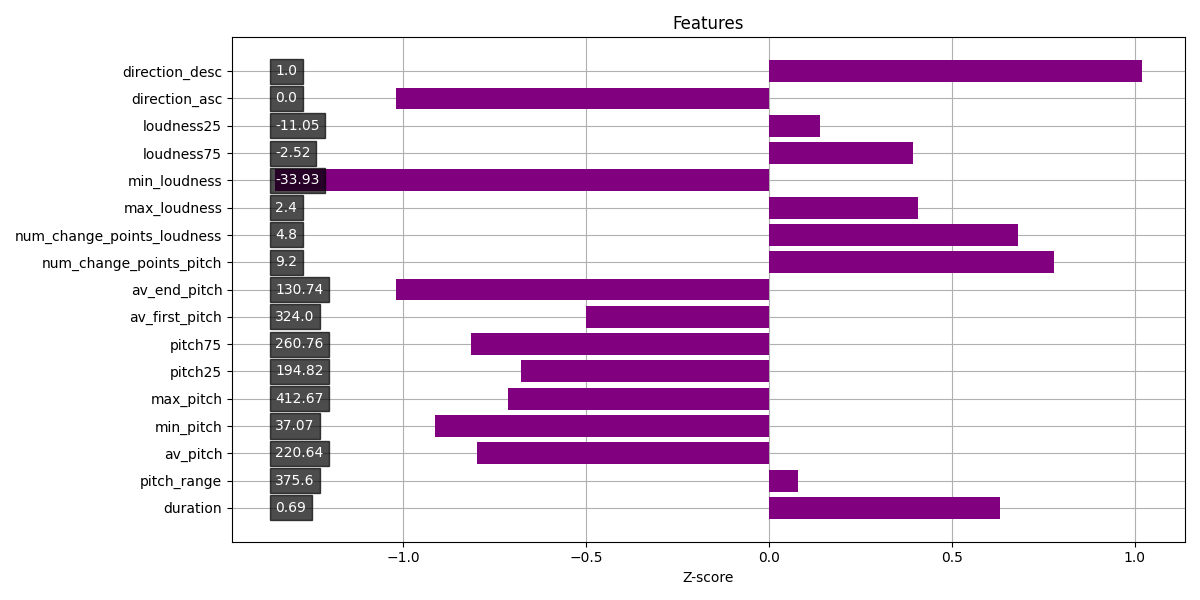 Features
direction_desc 1.0
direction_asc 0.0
loudness25 -11.05
loudness75 -2.52
min_loudness -33.93
max_loudness 2.4
num_change_points_loudness 4.8
num_change_points_pitch 9.2
av_end_pitch 130.74
av_first_pitch 324.0
pitch75 260.76
pitch25 194.82
max_pitch 412.67
min_pitch 37.07
av_pitch 220.64
pitch_range 375.6
duration 0.69
−1.0 −0.5 0.0 0.5 1.0
Z-score